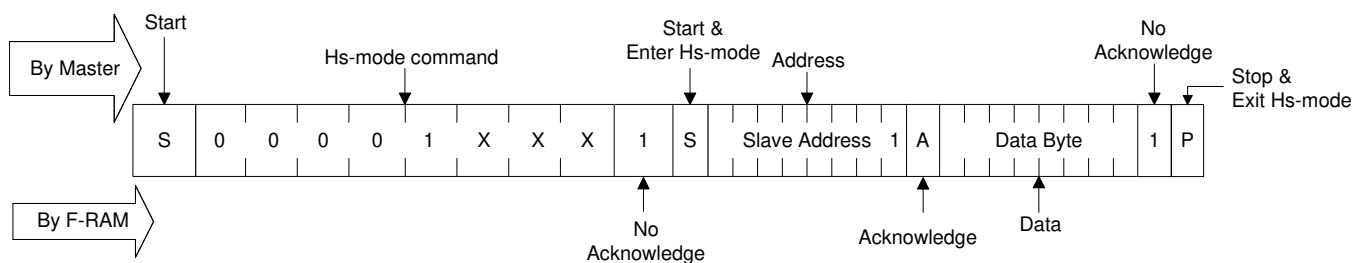 Start
Start &
Enter Hs-mode
No
Acknowledge
By Master
Hs-mode command
Address
Stop &
Exit Hs-mode
S 0 0 0 0 1 X X X 1 S Slave Address 1 A Data Byte 1 P
By F-RAM
No
Acknowledge
Acknowledge
Data